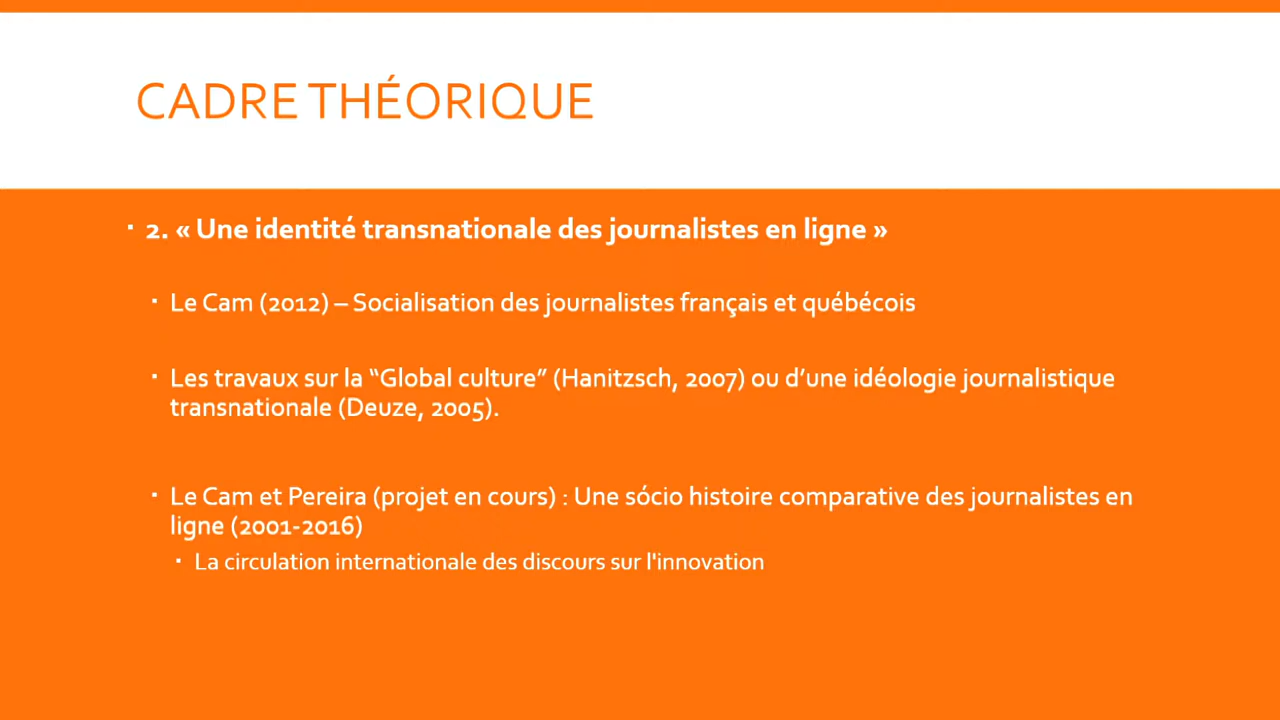 CADRE THÉORIQUE
▪ 2. « Une identité transnationale des journalistes en ligne »
▪ Le Cam (2012) – Socialisation des journalistes français et québécois
▪ Les travaux sur la “Global culture” (Hanitzsch, 2007) ou d’une idéologie journalistique
transnationale (Deuze, 2005).
▪ Le Cam et Pereira (projet en cours) : Une sócio histoire comparative des journalistes en
ligne (2001-2016)
▪ La circulation internationale des discours sur l'innovation